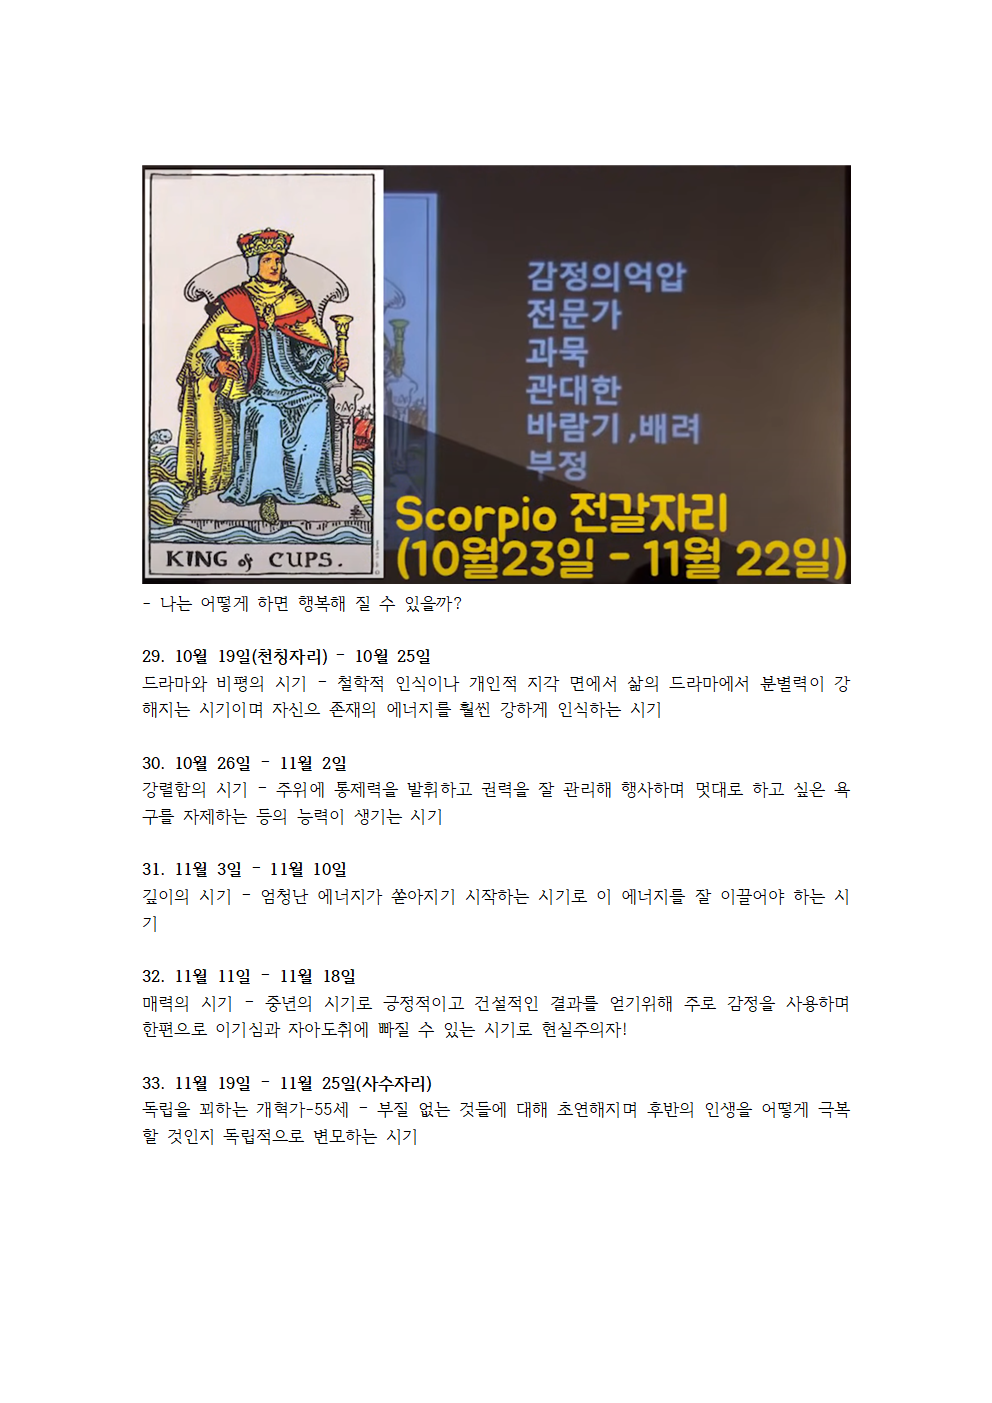 감정의억압
전문가
과묵
관대한
바람기,배려
부정
Scorpio 전갈자리
(10월23일 - 11월 22일)
KING of CUPS.
- 나는 어떻게 하면 행복해 질 수 있을까?
29. 10월 19일(천칭자리) - 10월 25일
드라마와 비평의 시기 - 철학적 인식이나 개인적 지각 면에서 삶의 드라마에서 분별력이 강
해지는 시기이며 자신으 존재의 에너지를 훨씬 강하게 인식하는 시기
30. 10월 26일 - 11월 2일
강렬함의 시기 - 주위에 통제력을 발휘하고 권력을 잘 관리해 행사하며 멋대로 하고 싶은 욕
구를 자제하는 등의 능력이 생기는 시기
31. 11월 3일 - 11월 10일
깊이의 시기 - 엄청난 에너지가 쏟아지기 시작하는 시기로 이 에너지를 잘 이끌어야 하는 시
기
32. 11월 11일 - 11월 18일
매력의 시기 - 중년의 시기로 긍정적이고 건설적인 결과를 얻기위해 주로 감정을 사용하며
한편으로 이기심과 자아도취에 빠질 수 있는 시기로 현실주의자!
33. 11월 19일 - 11월 25일(사수자리)
독립을 꾀하는 개혁가-55세 - 부질 없는 것들에 대해 초연해지며 후반의 인생을 어떻게 극복
할 것인지 독립적으로 변모하는 시기